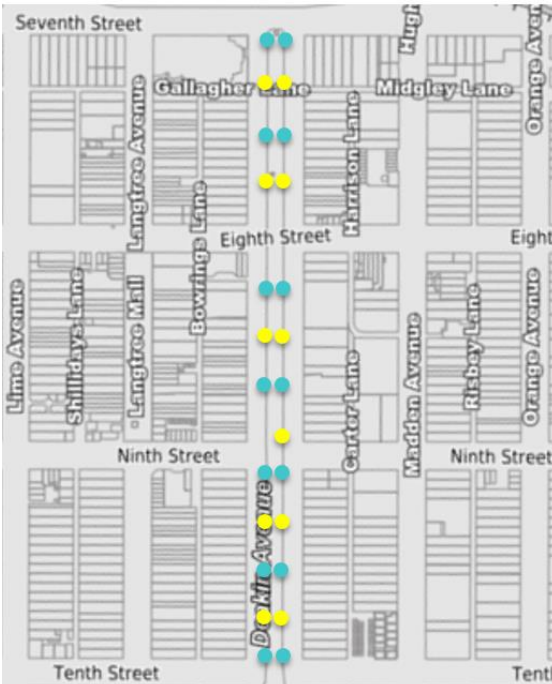 Seventh Street
Hugh
Orange Aven
Gallagher Lane
Midgley Lane
Langtree Avenue
Harrison Lane
Bowrings Lane
Eighth Street
Eight
Lime Avenue
Shillidays Lane
Langtree Mall
Carter Lane
Madden Avenue
Risbey Lane
Orange Avenue
Ninth Street
Ninth Street
Deakin Avenue
Tenth Street
Tent